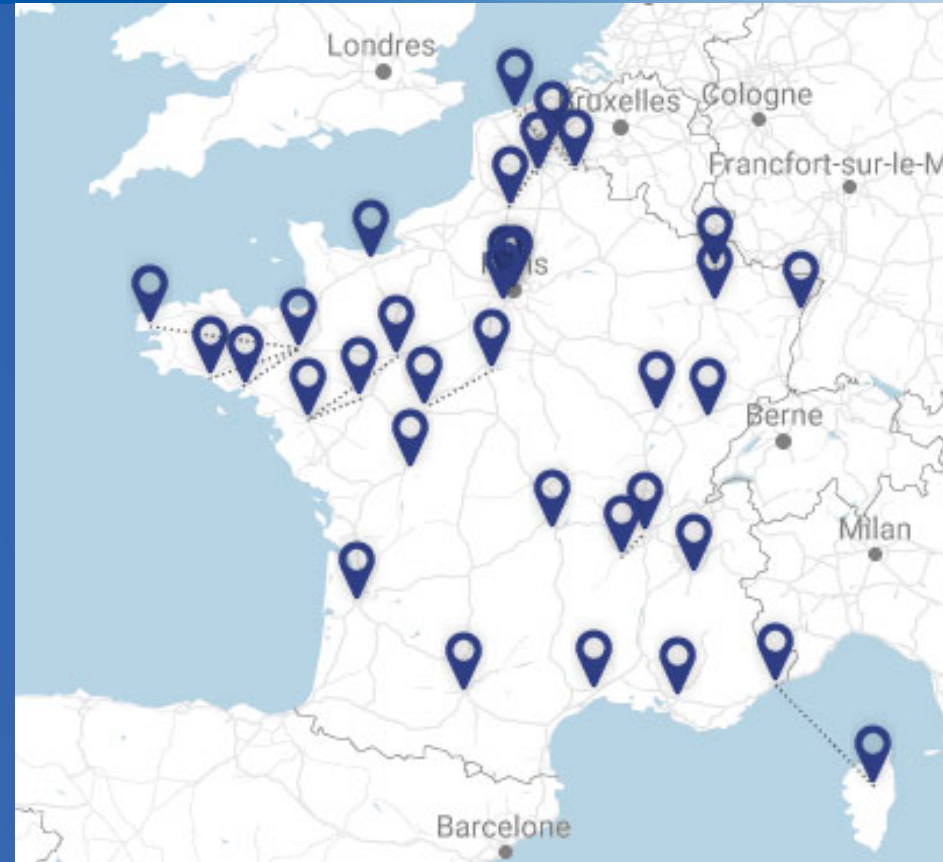 Londres
Bruxelles
Cologne
Francfort-sur-le-M
Paris
Berne
Milan
Barcelone